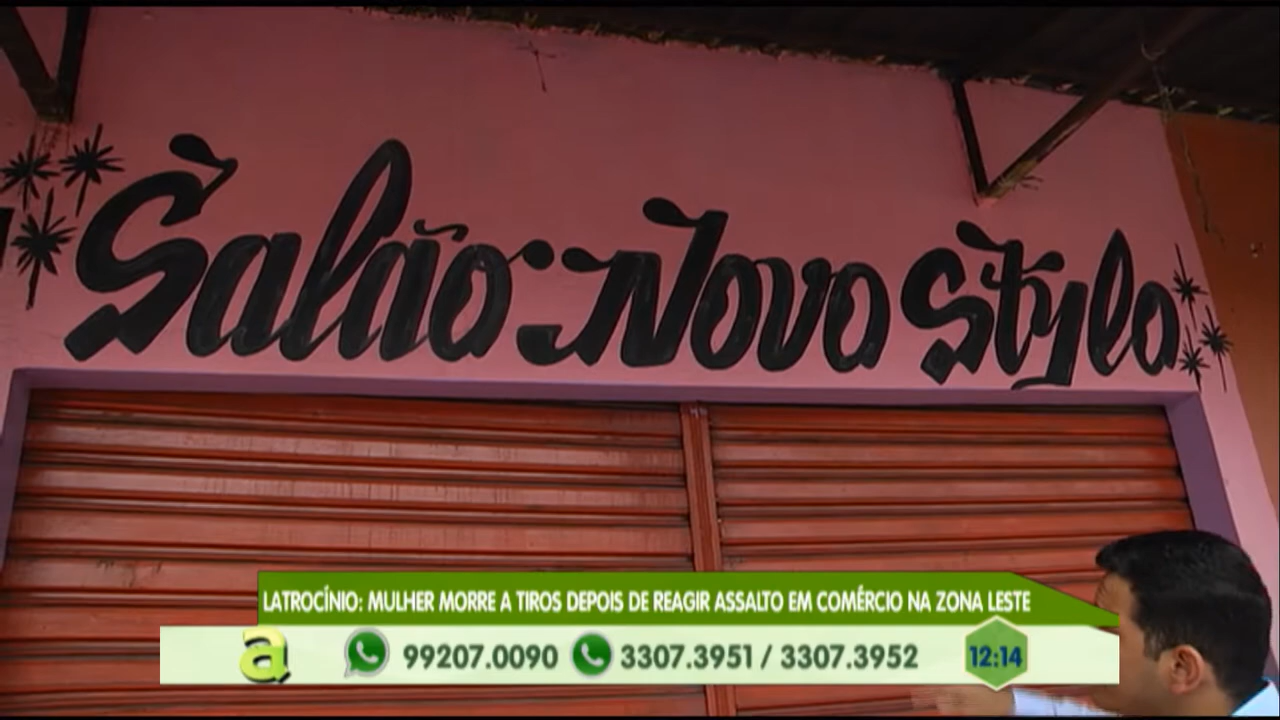 Salão Novo Stylo
LATROCÍNIO: MULHER MORRE A TIROS DEPOIS DE REAGIR ASSALTO EM COMÉRCIO NA ZONA LESTE
a 99207.0090 3307.3951 / 3307.3952 12:14